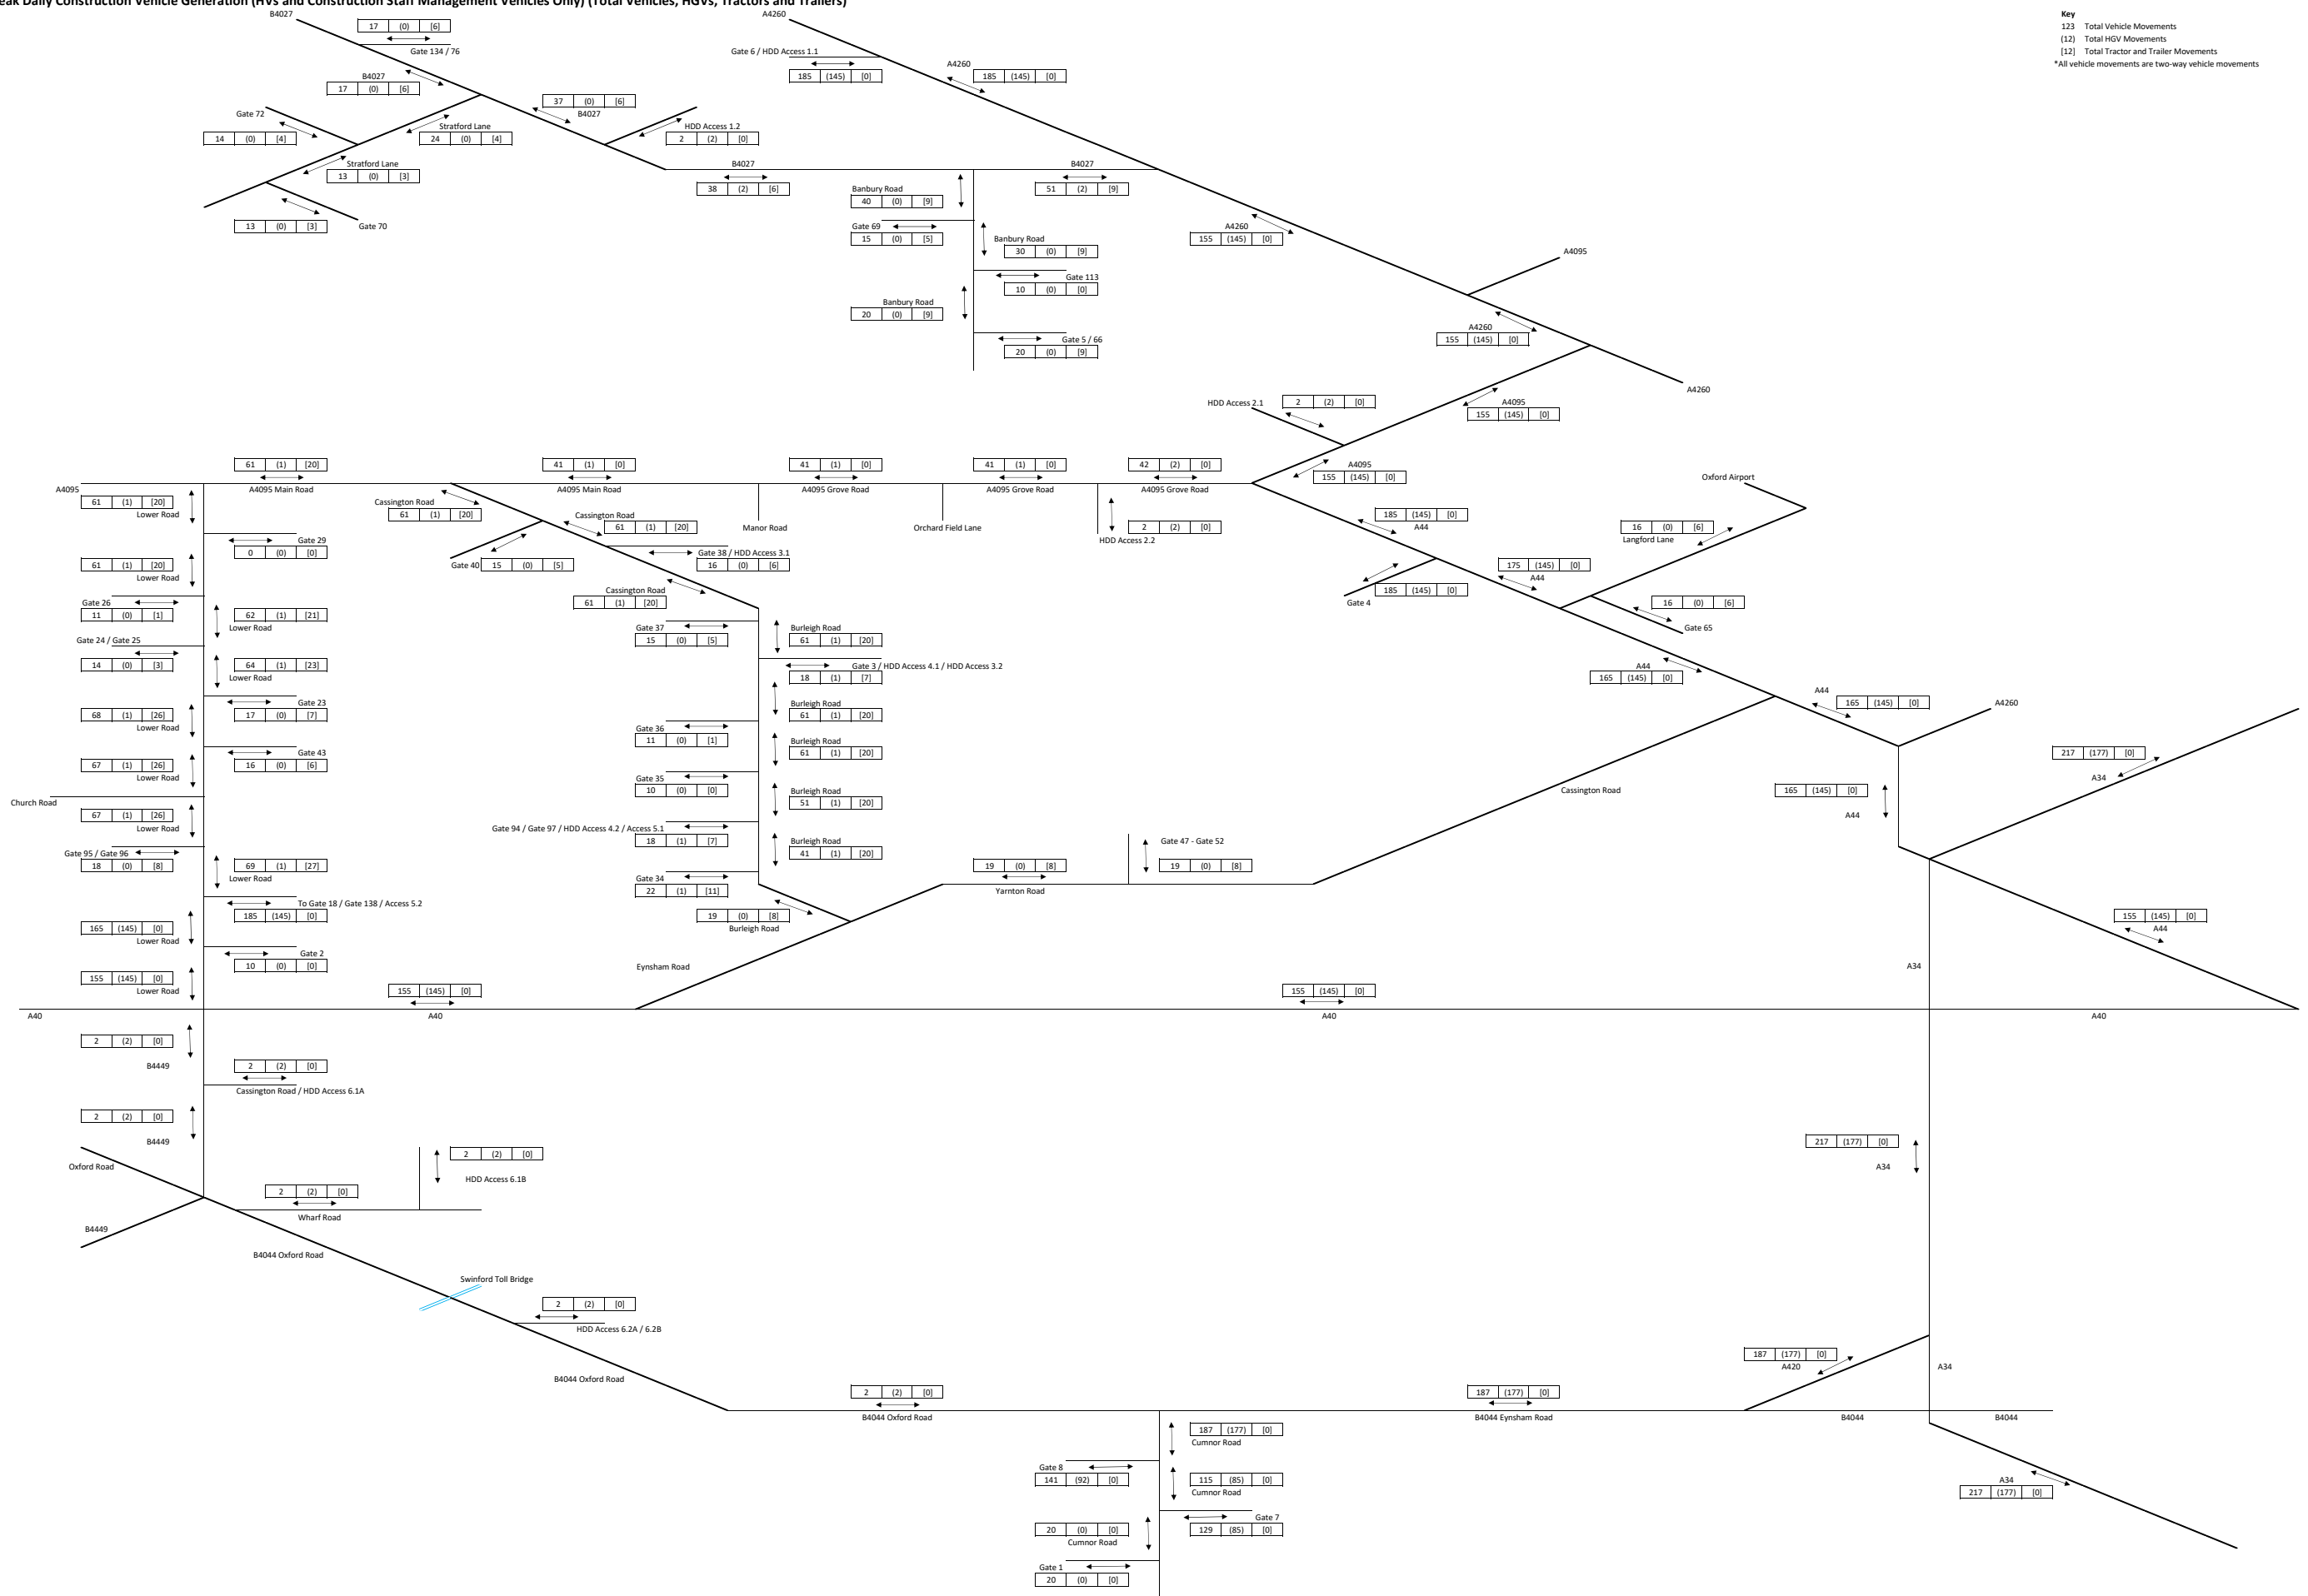 eak Daily Construction Vehicle Generation (HVs and Construction Staff Management Vehicles Only) (Total Vehicles, HGVs, Tractors and Trailers)
Key
123 Total Vehicle Movements
(12) Total HGV Movements
[12] Total Tractor and Trailer Movements
*All vehicle movements are two-way vehicle movements
B4027
17 (0) [6]
Gate 134 / 76
B4027
17 (0) [6]
Gate 72
14 (0) [4]
Stratford Lane
24 (0) [4]
Stratford Lane
13 (0) [3]
13 (0) [3]
Gate 70
37 (0) [6]
B4027
HDD Access 1.2
2 (2) [0]
B4027
38 (2) [6]
B4027
51 (2) [9]
A4260
Gate 6 / HDD Access 1.1
185 (145) [0]
A4260
185 (145) [0]
Banbury Road
40 (0) [9]
Gate 69
15 (0) [5]
Banbury Road
30 (0) [9]
Gate 113
10 (0) [0]
Banbury Road
20 (0) [9]
Gate 5 / 66
20 (0) [9]
A4260
155 (145) [0]
A4095
A4260
155 (145) [0]
A4260
A4095
155 (145) [0]
HDD Access 2.1
2 (2) [0]
A4095
155 (145) [0]
A4095
61 (1) [20]
A4095 Main Road
41 (1) [0]
A4095 Main Road
41 (1) [0]
A4095 Grove Road
41 (1) [0]
A4095 Grove Road
42 (2) [0]
A4095 Grove Road
Manor Road
Orchard Field Lane
2 (2) [0]
HDD Access 2.2
61 (1) [20]
Lower Road
Gate 29
0 (0) [0]
61 (1) [20]
Lower Road
Gate 26
11 (0) [1]
62 (1) [21]
Lower Road
Gate 24 / Gate 25
14 (0) [3]
64 (1) [23]
Lower Road
Gate 23
17 (0) [7]
68 (1) [26]
Lower Road
Gate 43
16 (0) [6]
67 (1) [26]
Lower Road
Church Road
67 (1) [26]
Lower Road
Gate 95 / Gate 96
18 (0) [8]
69 (1) [27]
Lower Road
To Gate 18 / Gate 138 / Access 5.2
185 (145) [0]
165 (145) [0]
Lower Road
Gate 2
10 (0) [0]
155 (145) [0]
Lower Road
Cassington Road
61 (1) [20]
Cassington Road
61 (1) [20]
Gate 40
15 (0) [5]
Gate 38 / HDD Access 3.1
16 (0) [6]
Cassington Road
61 (1) [20]
Gate 37
15 (0) [5]
Burleigh Road
61 (1) [20]
Gate 3 / HDD Access 4.1 / HDD Access 3.2
18 (1) [7]
Burleigh Road
61 (1) [20]
Gate 36
11 (0) [1]
Burleigh Road
61 (1) [20]
Gate 35
10 (0) [0]
Burleigh Road
51 (1) [20]
Gate 94 / Gate 97 / HDD Access 4.2 / Access 5.1
18 (1) [7]
Burleigh Road
41 (1) [20]
Gate 34
22 (1) [11]
19 (0) [8]
Burleigh Road
Eynsham Road
19 (0) [8]
Yarnton Road
Gate 47 - Gate 52
19 (0) [8]
Cassington Road
185 (145) [0]
A44
Gate 4
185 (145) [0]
175 (145) [0]
A44
Oxford Airport
16 (0) [6]
Langford Lane
16 (0) [6]
Gate 65
A44
165 (145) [0]
A44
165 (145) [0]
A4260
165 (145) [0]
A44
217 (177) [0]
A34
155 (145) [0]
A44
A34
A40
155 (145) [0]
A40
155 (145) [0]
A40
A40
2 (2) [0]
B4449
2 (2) [0]
Cassington Road / HDD Access 6.1A
2 (2) [0]
B4449
Oxford Road
B4449
2 (2) [0]
HDD Access 6.1B
2 (2) [0]
Wharf Road
B4044 Oxford Road
Swinford Toll Bridge
2 (2) [0]
HDD Access 6.2A / 6.2B
B4044 Oxford Road
2 (2) [0]
B4044 Oxford Road
187 (177) [0]
B4044 Eynsham Road
217 (177) [0]
A34
187 (177) [0]
A420
A34
B4044
B4044
187 (177) [0]
Cumnor Road
Gate 8
141 (92) [0]
115 (85) [0]
Cumnor Road
Gate 7
129 (85) [0]
20 (0) [0]
Cumnor Road
Gate 1
20 (0) [0]
A34
217 (177) [0]